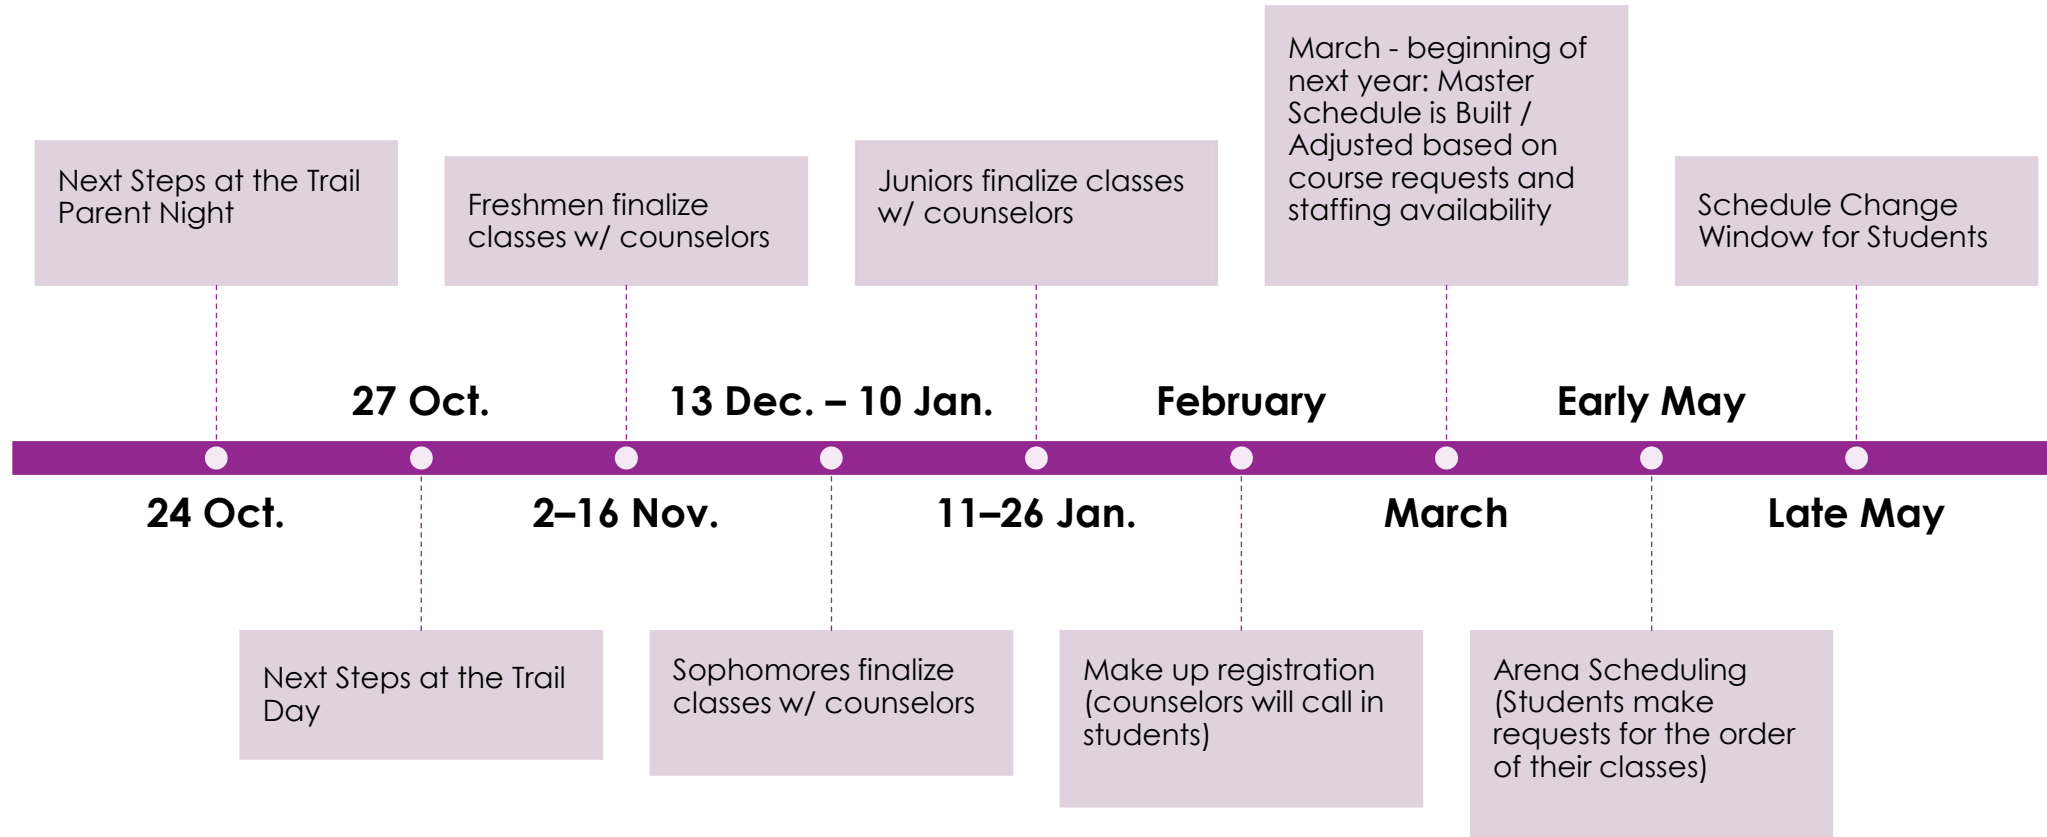 Next Steps at the Trail
Parent Night
24 Oct.
27 Oct.
Next Steps at the Trail
Day
Freshmen finalize
classes w/ counselors
2–16 Nov.
13 Dec. – 10 Jan.
Sophomores finalize
classes w/ counselors
Juniors finalize classes
w/ counselors
11–26 Jan.
February
Make up registration
(counselors will call in
students)
March - beginning of
next year: Master
Schedule is Built /
Adjusted based on
course requests and
staffing availability
March
Early May
Arena Scheduling
(Students make
requests for the order
of their classes)
Schedule Change
Window for Students
Late May